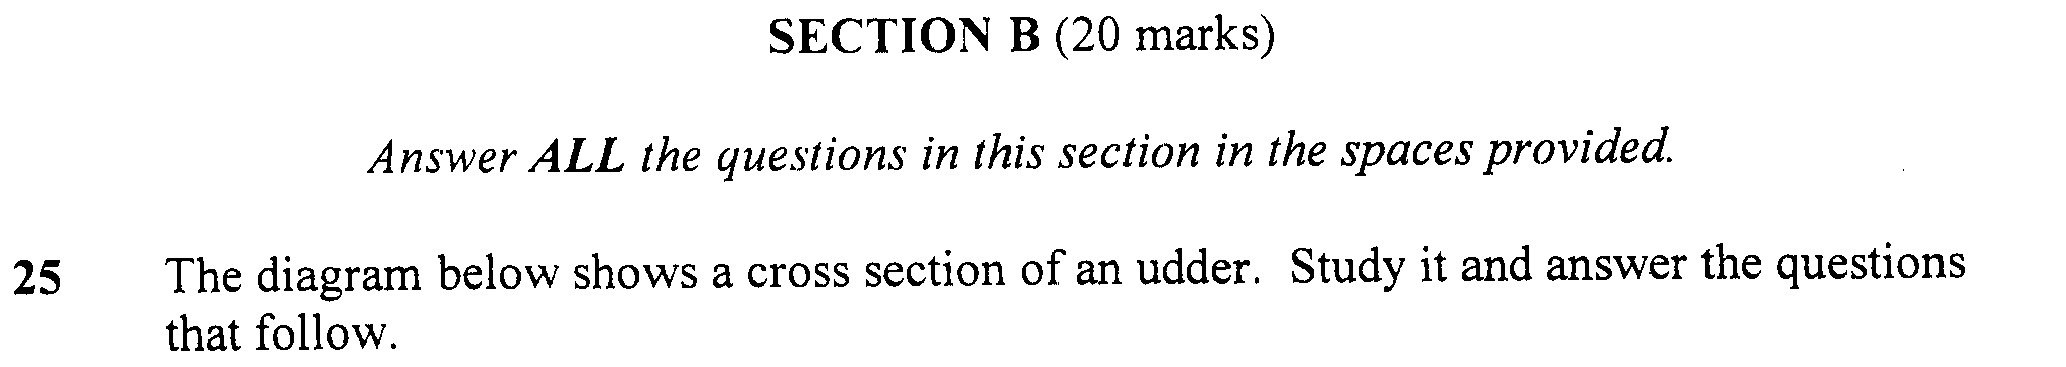 SECTION B (20 marks)
Answer ALL the questions in this section in the spaces provided.
25 The diagram below shows a cross section of an udder. Study it and answer the questions
that follow.